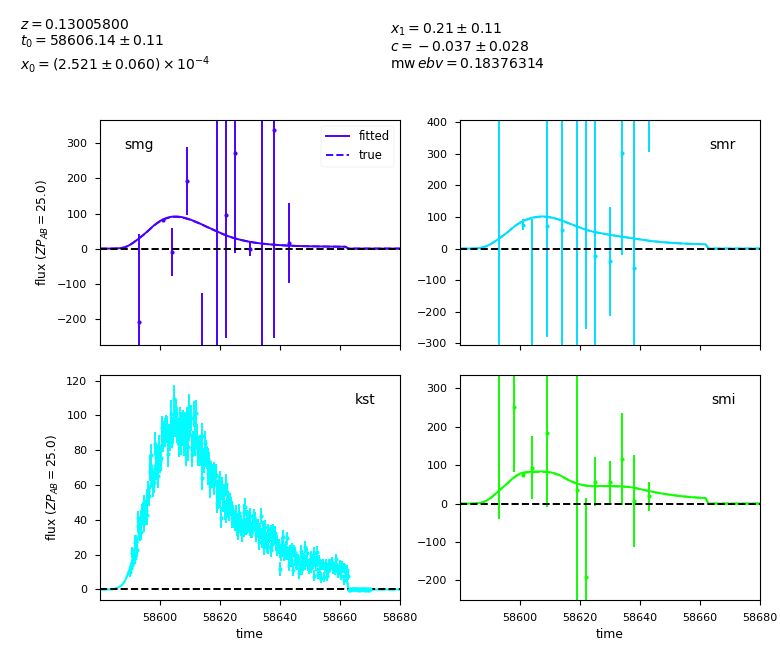 z = 0.13005800
t₀ = 58606.14 ± 0.11
x₀ = (2.521 ± 0.060) × 10⁻⁴
x₁ = 0.21 ± 0.11
c = −0.037 ± 0.028
mw ebv = 0.18376314
smg
fitted
true
300
200
100
0
−100
−200
flux (ZP_AB = 25.0)
smr
400
300
200
100
0
−100
−200
−300
kst
120
100
80
60
40
20
0
flux (ZP_AB = 25.0)
58600 58620 58640 58660 58680
time
smi
300
200
100
0
−100
−200
58600 58620 58640 58660 58680
time